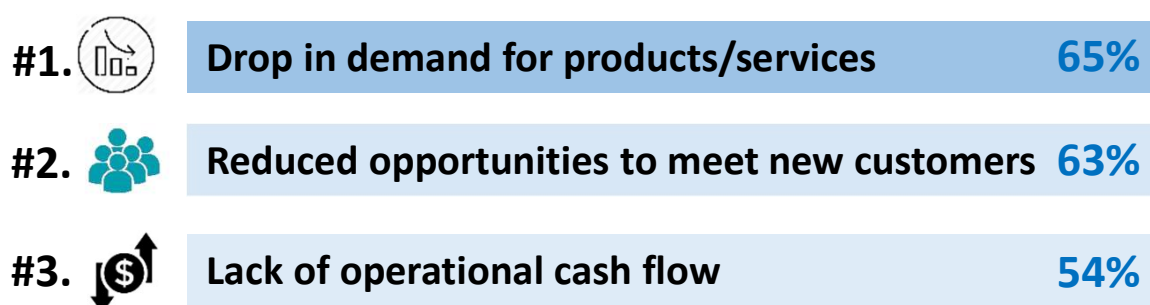 #1. Drop in demand for products/services 65%
#2. Reduced opportunities to meet new customers 63%
#3. $ Lack of operational cash flow 54%